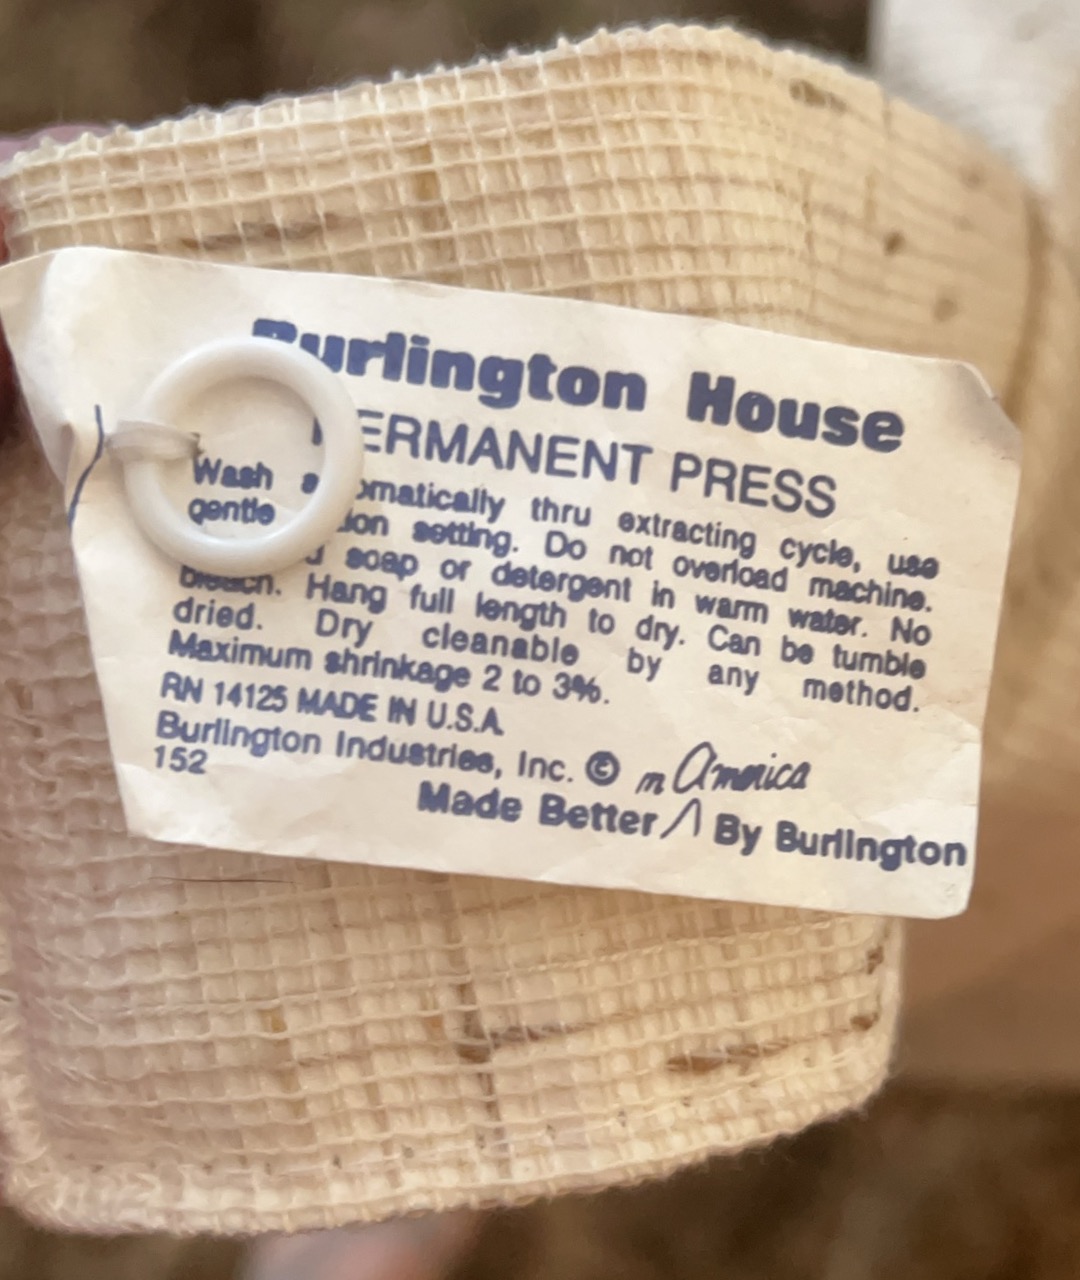 Burlington House
PERMANENT PRESS
Wash automatically thru extracting cycle, use
gentle setting. Do not overload machine.
soap or detergent in warm water. No
bleach. Hang full length to dry. Can be tumble
dried. Dry cleanable by any method.
Maximum shrinkage 2 to 3%.
RN 14125 MADE IN U.S.A.
Burlington Industries, Inc. ©
152
in America
Made Better By Burlington